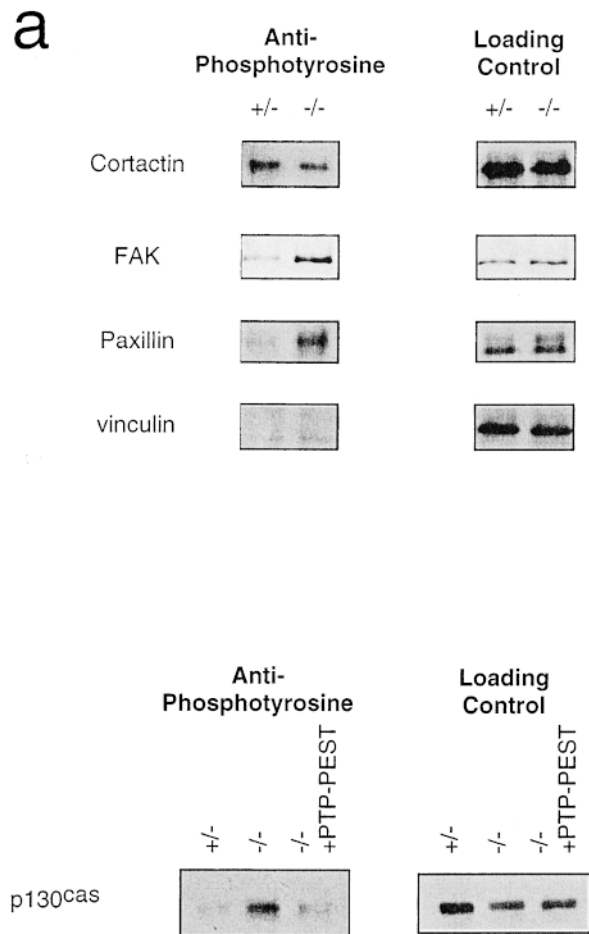 a
Anti-
Phosphotyrosine
Loading
Control
+/- -/- +/- -/-
Cortactin
FAK
Paxillin
vinculin
Anti-
Phosphotyrosine
Loading
Control
+/- -/- -/- +PTP-PEST +/- -/- -/- +PTP-PEST
p130cas